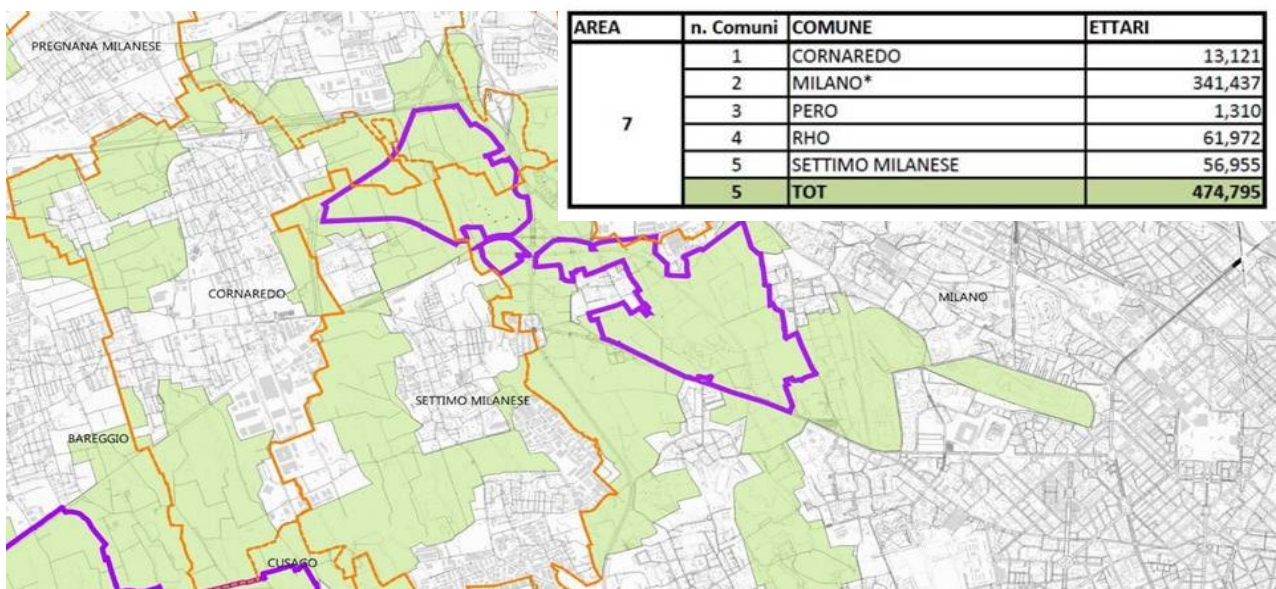 AREA n. Comuni COMUNE ETTARI
7
1 CORNAREDO 13,121
2 MILANO* 341,437
3 PERO 1,310
4 RHO 61,972
5 SETTIMO MILANESE 56,955
5 TOT 474,795
PREGNANA MILANESE
CORNAREDO
MILANO
SETTIMO MILANESE
BAREGGIO
CUSAGO